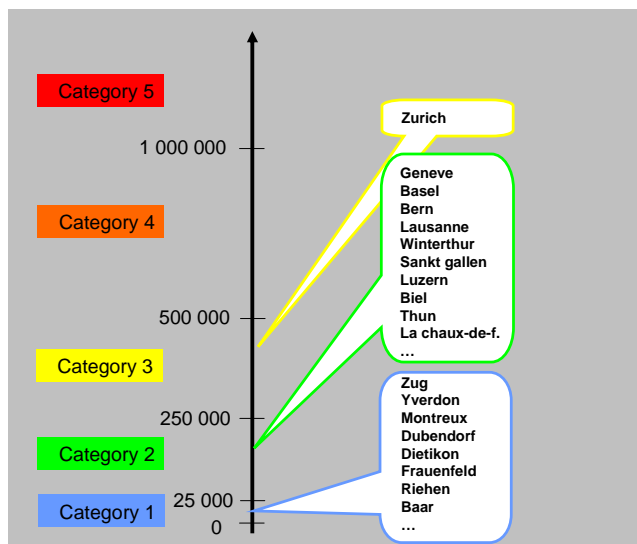 Category 5
1 000 000
Category 4
500 000
Category 3
250 000
Category 2
25 000
Category 1
0
Zurich
Geneve
Basel
Bern
Lausanne
Winterthur
Sankt gallen
Luzern
Biel
Thun
La chaux-de-f.
...
Zug
Yverdon
Montreux
Dubendorf
Dietikon
Frauenfeld
Riehen
Baar
...